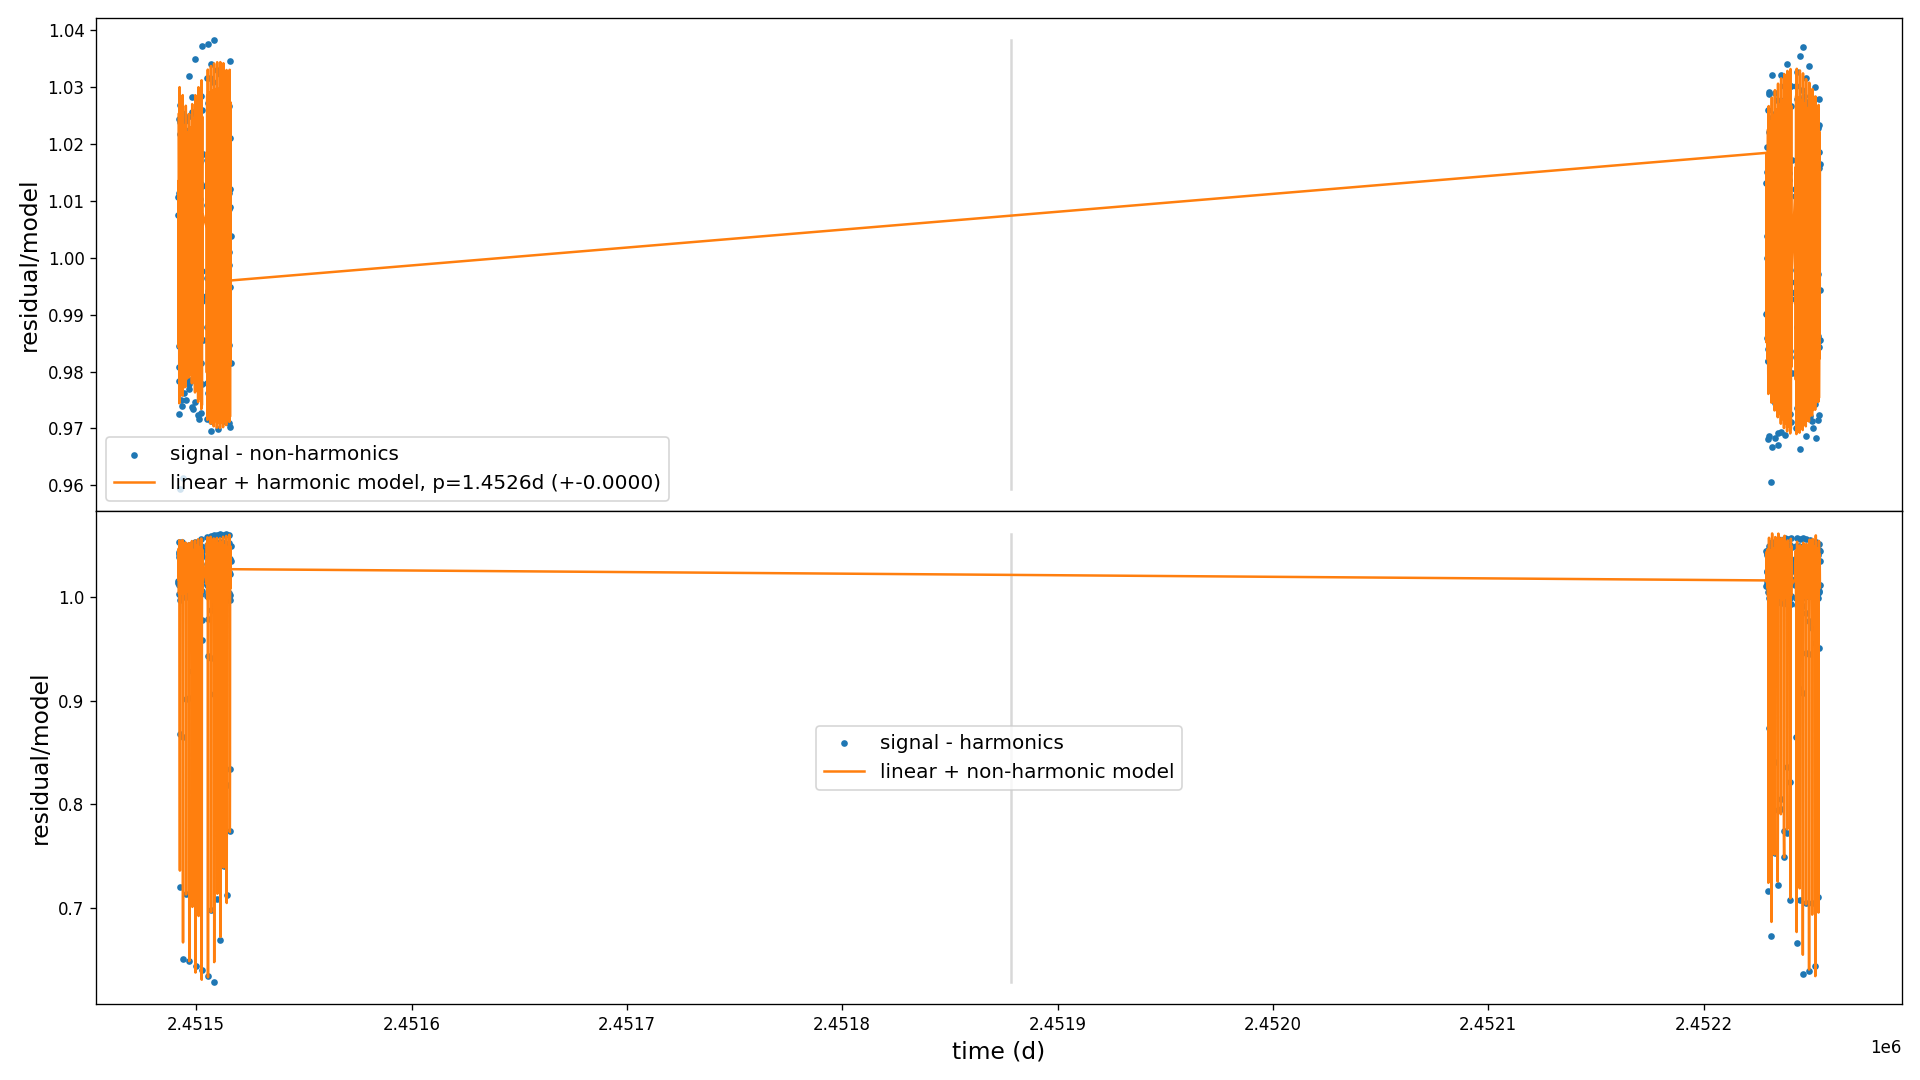 1.04
1.03
1.02
1.01
1.00
0.99
0.98
0.97
0.96
residual/model
signal - non-harmonics
linear + harmonic model, p=1.4526d (+-0.0000)
1.0
0.9
0.8
0.7
residual/model
signal - harmonics
linear + non-harmonic model
2.4515 2.4516 2.4517 2.4518 2.4519 2.4520 2.4521 2.4522
1e6
time (d)